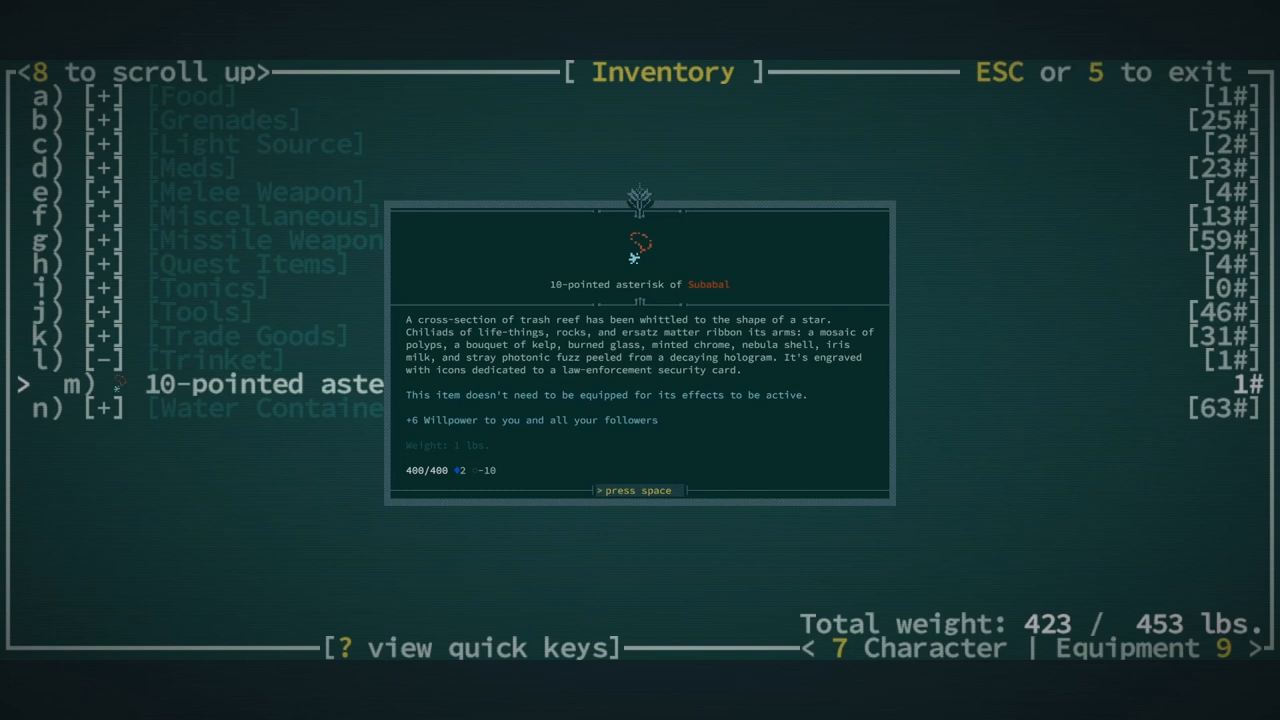 <8 to scroll up> [ Inventory ] ESC or 5 to exit
a) [+] [Food] [1#]
b) [+] [Grenades] [25#]
c) [+] [Light Source] [2#]
d) [+] [Meds] [23#]
e) [+] [Melee Weapon] [4#]
f) [+] [Miscellaneous] [13#]
g) [+] [Missile Weapon [59#]
h) [+] [Quest Items] [4#]
i) [+] [Tonics] [0#]
j) [+] [Tools] [46#]
k) [+] [Trade Goods] [31#]
l) [-] [Trinket] [1#]
> m) 10-pointed aste 1#
n) [+] [Water Containe [63#]
10-pointed asterisk of Subabal
A cross-section of trash reef has been whittled to the shape of a star.
Chiliads of life-things, rocks, and ersatz matter ribbon its arms: a mosaic of
polyps, a bouquet of kelp, burned glass, minted chrome, nebula shell, iris
milk, and stray photonic fuzz peeled from a decaying hologram. It's engraved
with icons dedicated to a law-enforcement security card.
This item doesn't need to be equipped for its effects to be active.
+6 Willpower to you and all your followers
Weight: 1 lbs.
400/400 ♦2 ○-10
> press space
Total weight: 423 / 453 lbs.
[? view quick keys] < 7 Character | Equipment 9 >